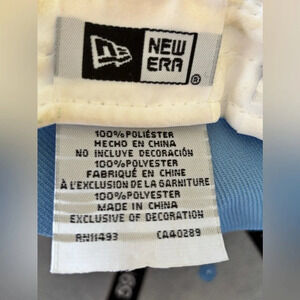 NEW
ERA®
100%POLIÉSTER
HECHO EN CHINA
NO INCLUYE DECORACIÓN
100%POLYESTER
FABRIQUÉ EN CHINE
À L'EXCLUSION DE LA GARNITURE
100%POLYESTER
MADE IN CHINA
EXCLUSIVE OF DECORATION
RN11493 CA40289